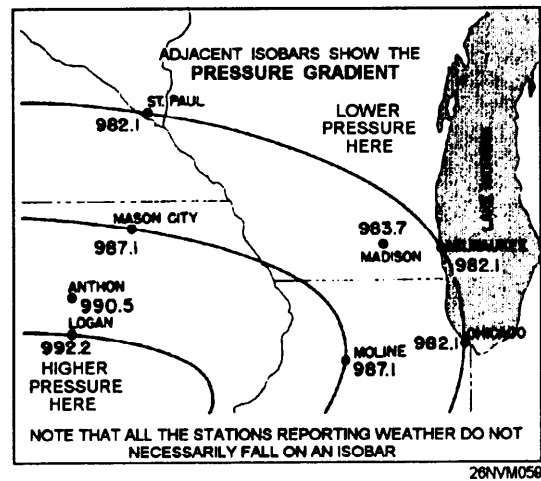 ADJACENT ISOBARS SHOW THE
PRESSURE GRADIENT
ST. PAUL
982.1
LOWER
PRESSURE
HERE
LAKE MICHIGAN
MASON CITY
987.1
983.7
MADISON
MILWAUKEE
982.1
ANTHON
990.5
LOGAN
992.2
HIGHER
PRESSURE
HERE
MOLINE
987.1
982.1
CHICAGO
NOTE THAT ALL THE STATIONS REPORTING WEATHER DO NOT
NECESSARILY FALL ON AN ISOBAR
26NVM059